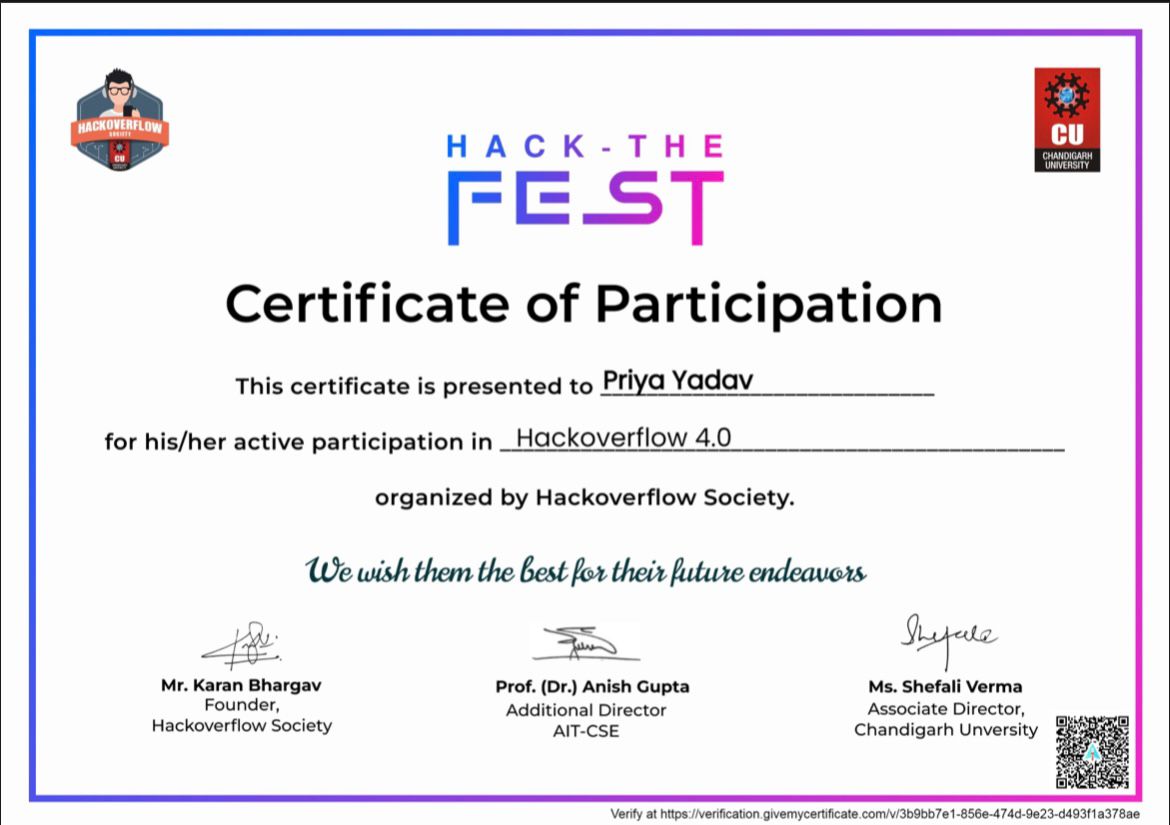 HACKOVERFLOW
SOCIETY
CU
CU
CHANDIGARH
UNIVERSITY
HACK-THE
FEST
Certificate of Participation
This certificate is presented to Priya Yadav
for his/her active participation in Hackoverflow 4.0
organized by Hackoverflow Society.
We wish them the best for their future endeavors
Shefali
Mr. Karan Bhargav
Founder,
Hackoverflow Society
Prof. (Dr.) Anish Gupta
Additional Director
AIT-CSE
Ms. Shefali Verma
Associate Director,
Chandigarh Unversity
Verify at https://verification.givemycertificate.com/v/3b9bb7e1-856e-474d-9e23-d493f1a378ae